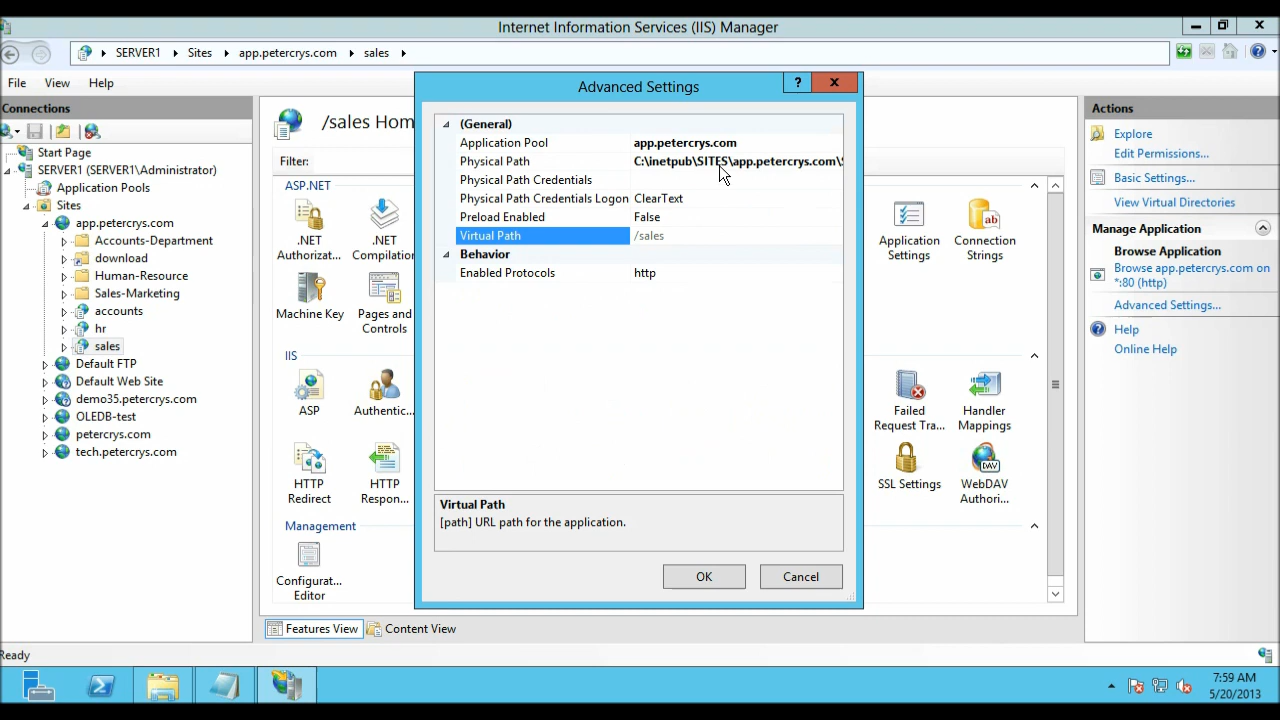 Internet Information Services (IIS) Manager
SERVER1
Sites
app.petercrys.com
sales
File
View
Help
Connections
Start Page
SERVER1 (SERVER1\Administrator)
Application Pools
Sites
app.petercrys.com
Accounts-Department
download
Human-Resource
Sales-Marketing
accounts
hr
sales
Default FTP
Default Web Site
demo35.petercrys.com
OLEDB-test
petercrys.com
tech.petercrys.com
/sales Hom
Filter:
ASP.NET
.NET
Authorizat...
.NET
Compilation
Machine Key
Pages and
Controls
Application
Settings
Connection
Strings
IIS
ASP
Authentic...
Failed
Request Tra...
Handler
Mappings
HTTP
Redirect
HTTP
Respon...
SSL Settings
WebDAV
Authori...
Management
Configurat...
Editor
Features View
Content View
Advanced Settings
?
(General)
Application Pool
app.petercrys.com
Physical Path
C:\inetpub\SITES\app.petercrys.com\S
Physical Path Credentials
Physical Path Credentials Logon
ClearText
Preload Enabled
False
Virtual Path
/sales
Behavior
Enabled Protocols
http
Virtual Path
[path] URL path for the application.
OK
Cancel
Actions
Explore
Edit Permissions...
Basic Settings...
View Virtual Directories
Manage Application
Browse Application
Browse app.petercrys.com on
*:80 (http)
Advanced Settings...
Help
Online Help
Ready
7:59 AM
5/20/2013